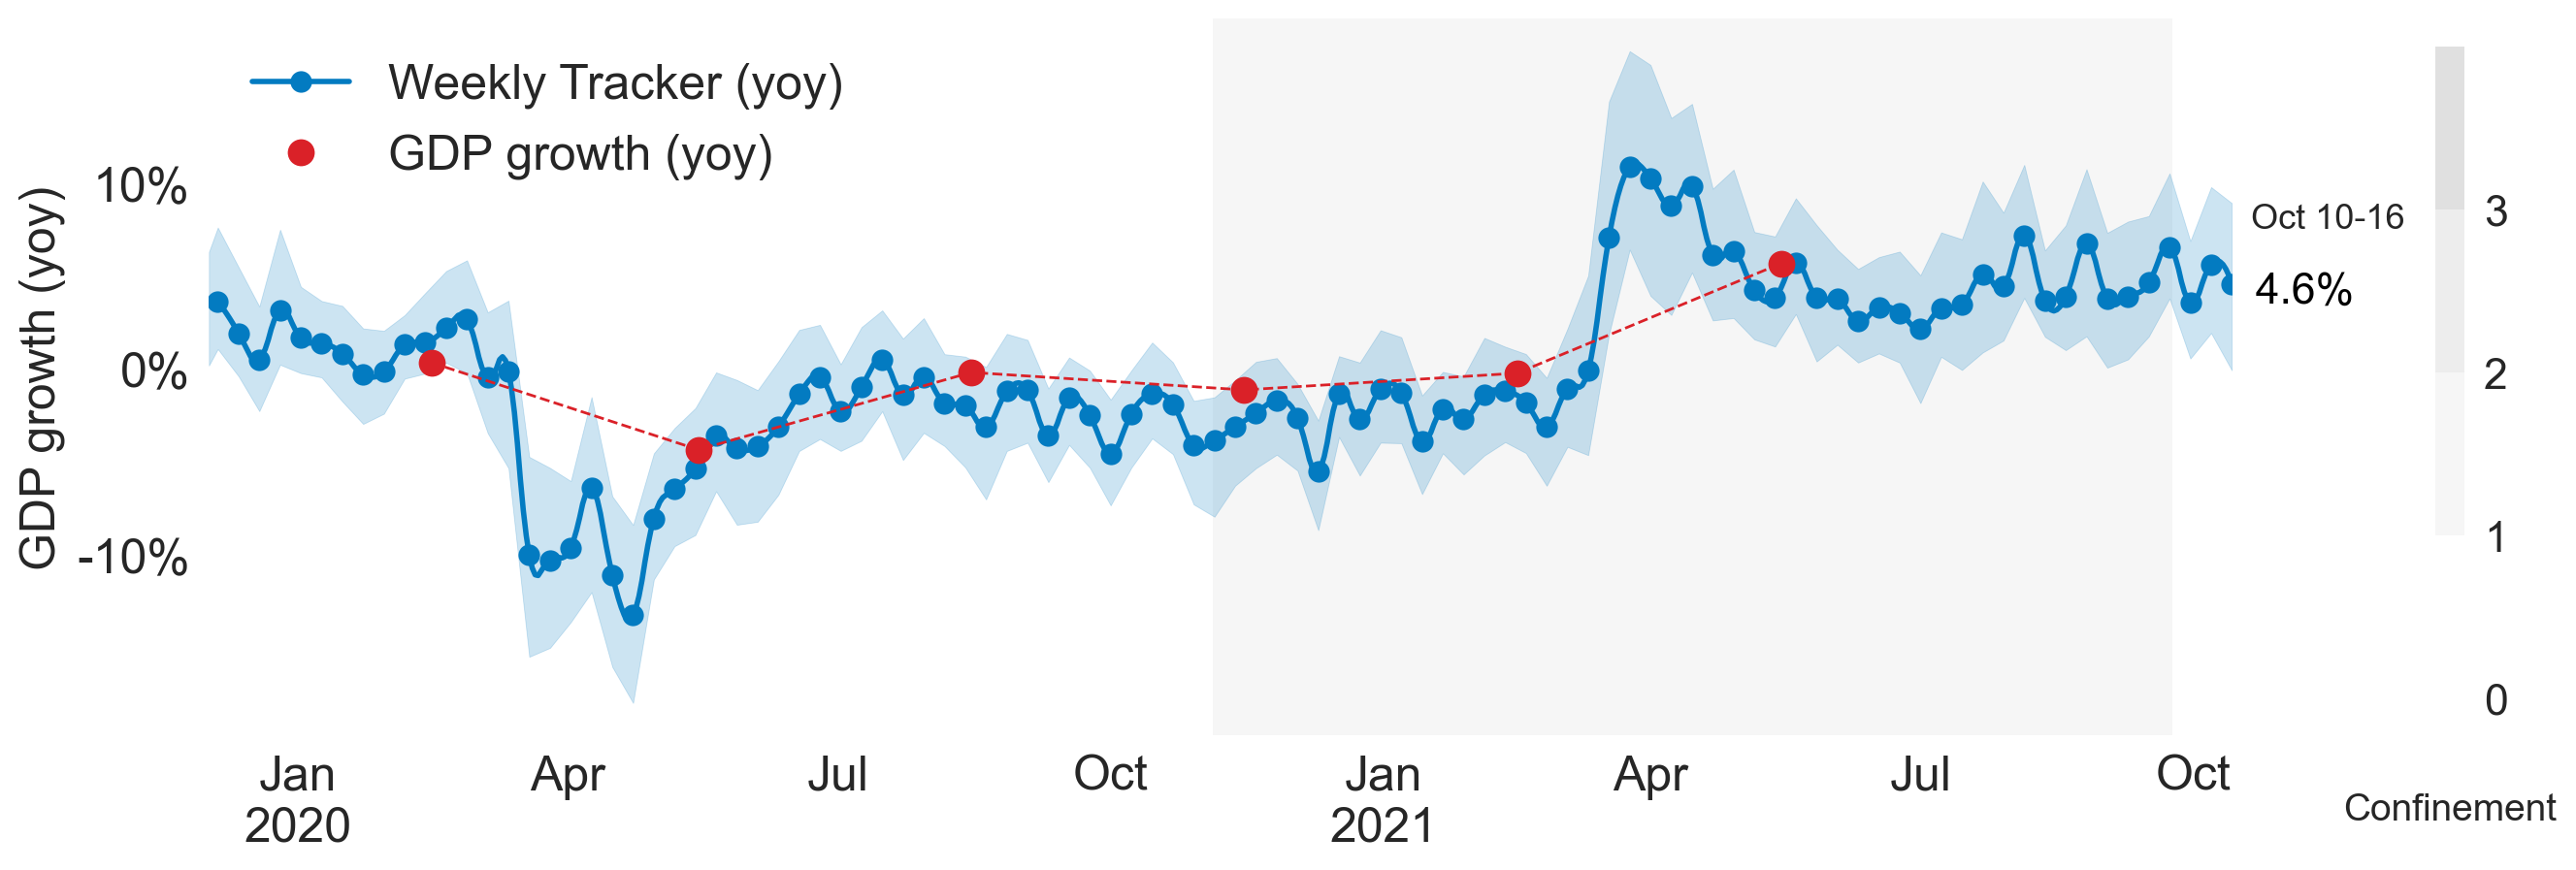 Weekly Tracker (yoy)
GDP growth (yoy)
GDP growth (yoy)
10%
0%
-10%
Oct 10-16
4.6%
3
2
1
0
Jan Apr Jul Oct Jan Apr Jul Oct
2020 2021
Confinement